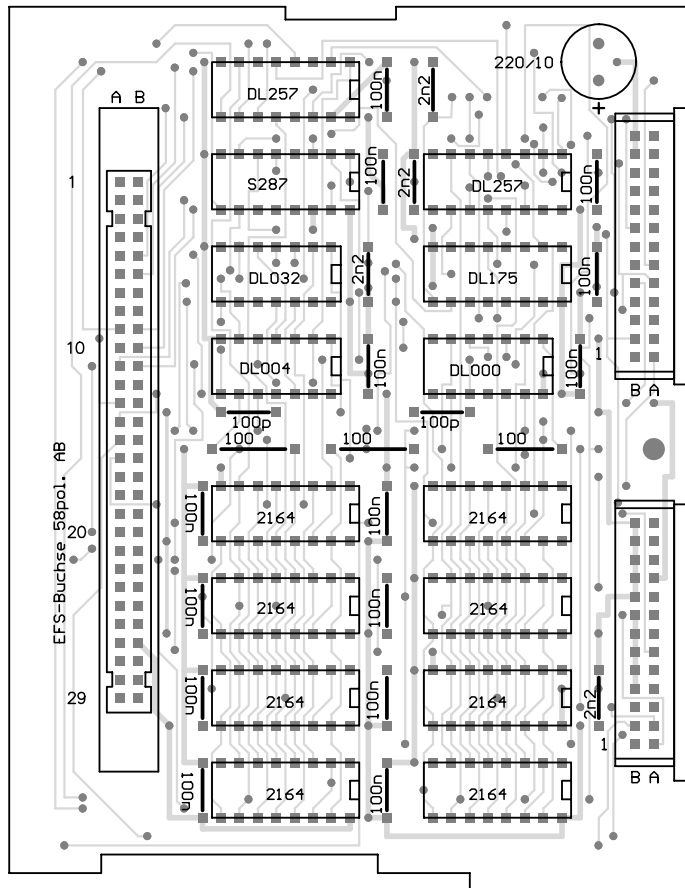 220/10
+
DL257
100n
2n2
A B
1
S287
100n
2n2
DL257
100n
DL032
2n2
DL175
100n
10
DL004
100n
DL000
100n
1
B A
100p
100p
100
100
100
EFS-Buchse 58pol. AB
20
100n
2164
100n
2164
100n
2164
100n
2164
29
100n
2164
100n
2164
2n2
1
B A
100n
2164
100n
2164